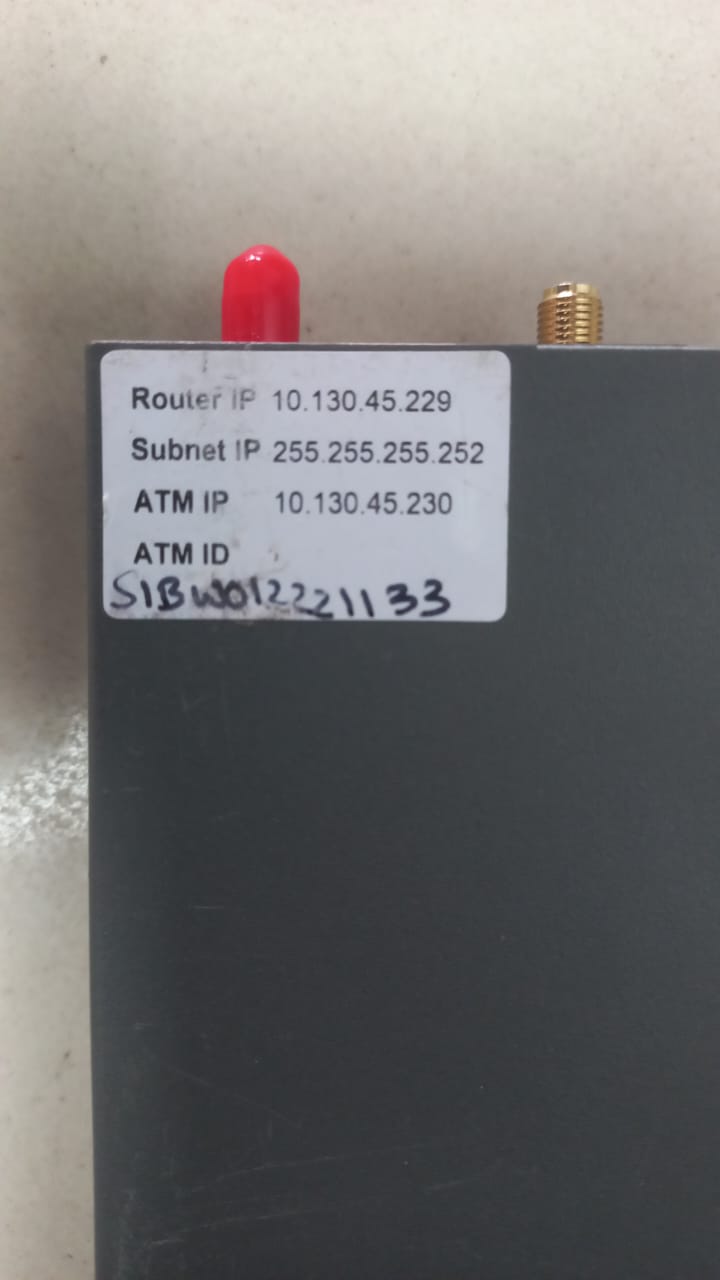 Router IP 10.130.45.229
Subnet IP 255.255.255.252
ATM IP 10.130.45.230
ATM ID
S1BW012221133